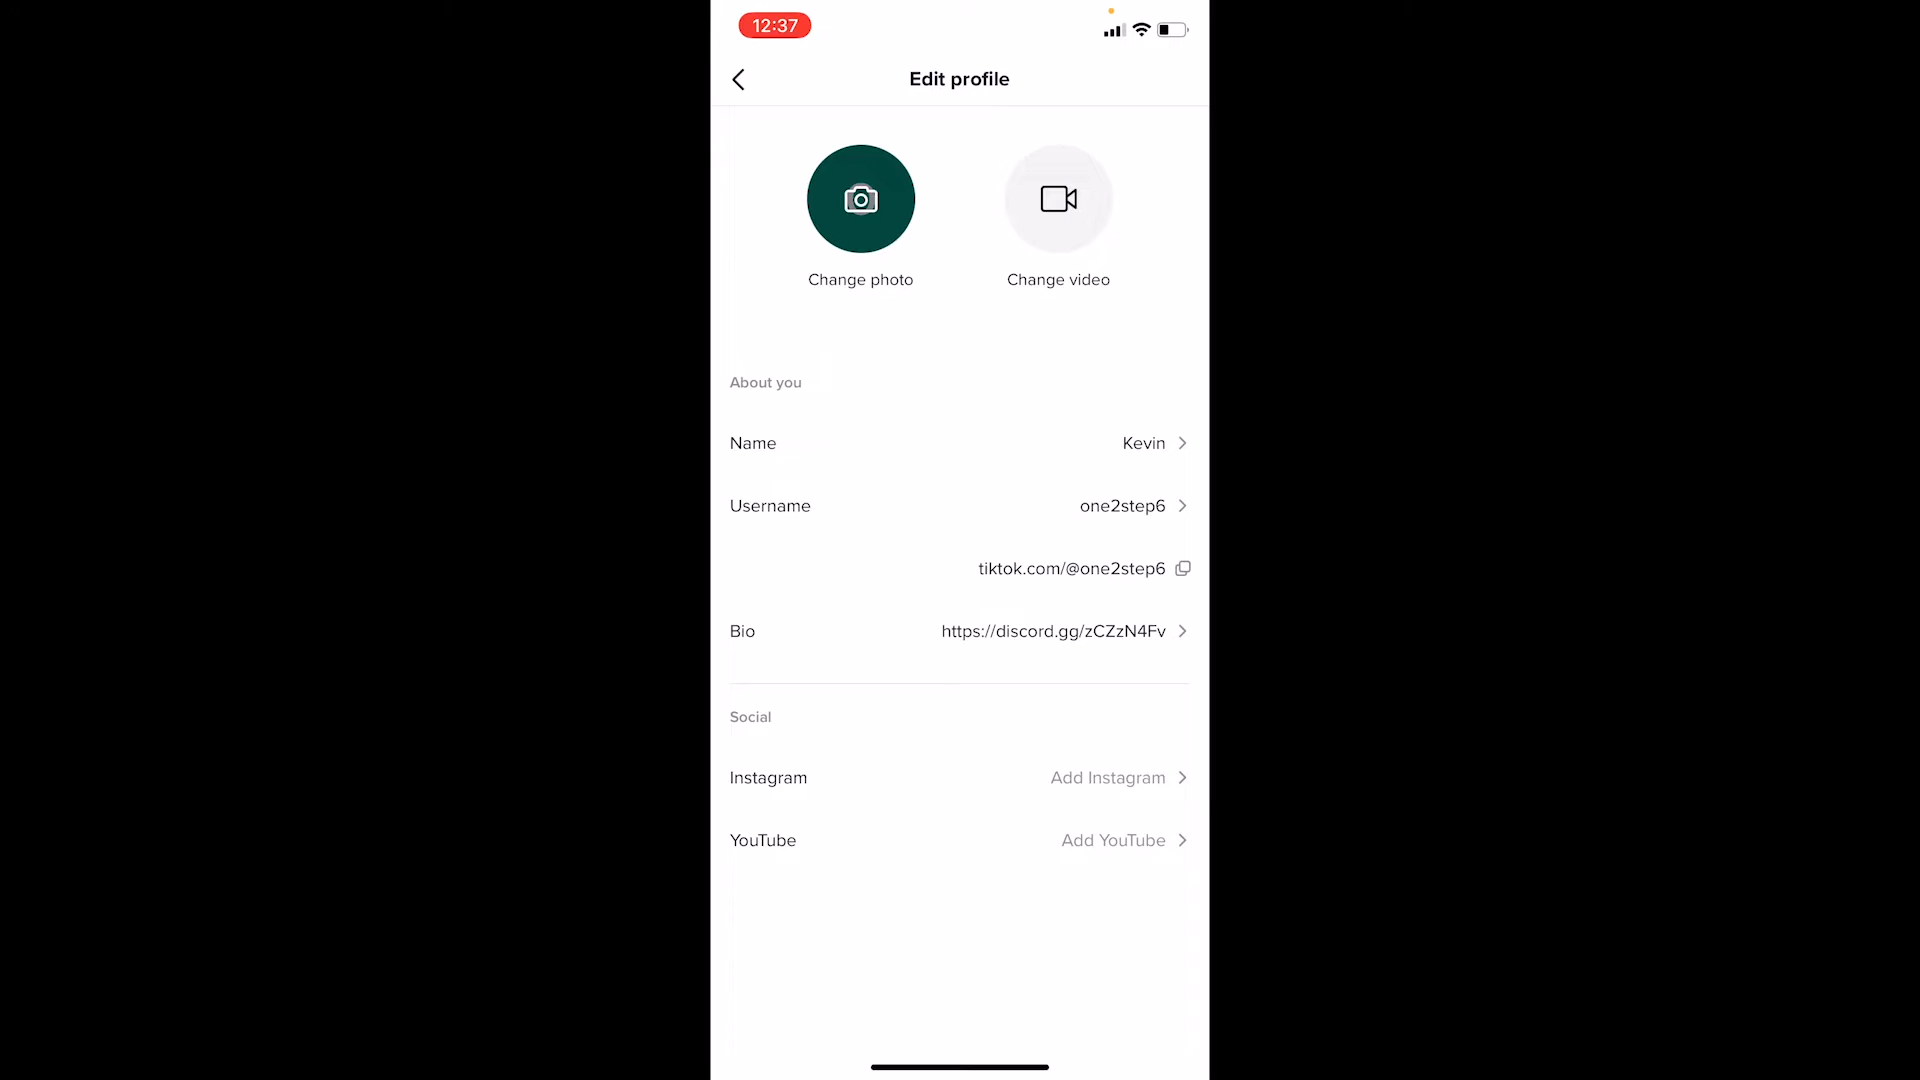 12:37
Edit profile
Change photo
Change video
About you
Name
Kevin
Username
one2step6
tiktok.com/@one2step6
Bio
https://discord.gg/zCZzN4Fv
Social
Instagram
Add Instagram
YouTube
Add YouTube